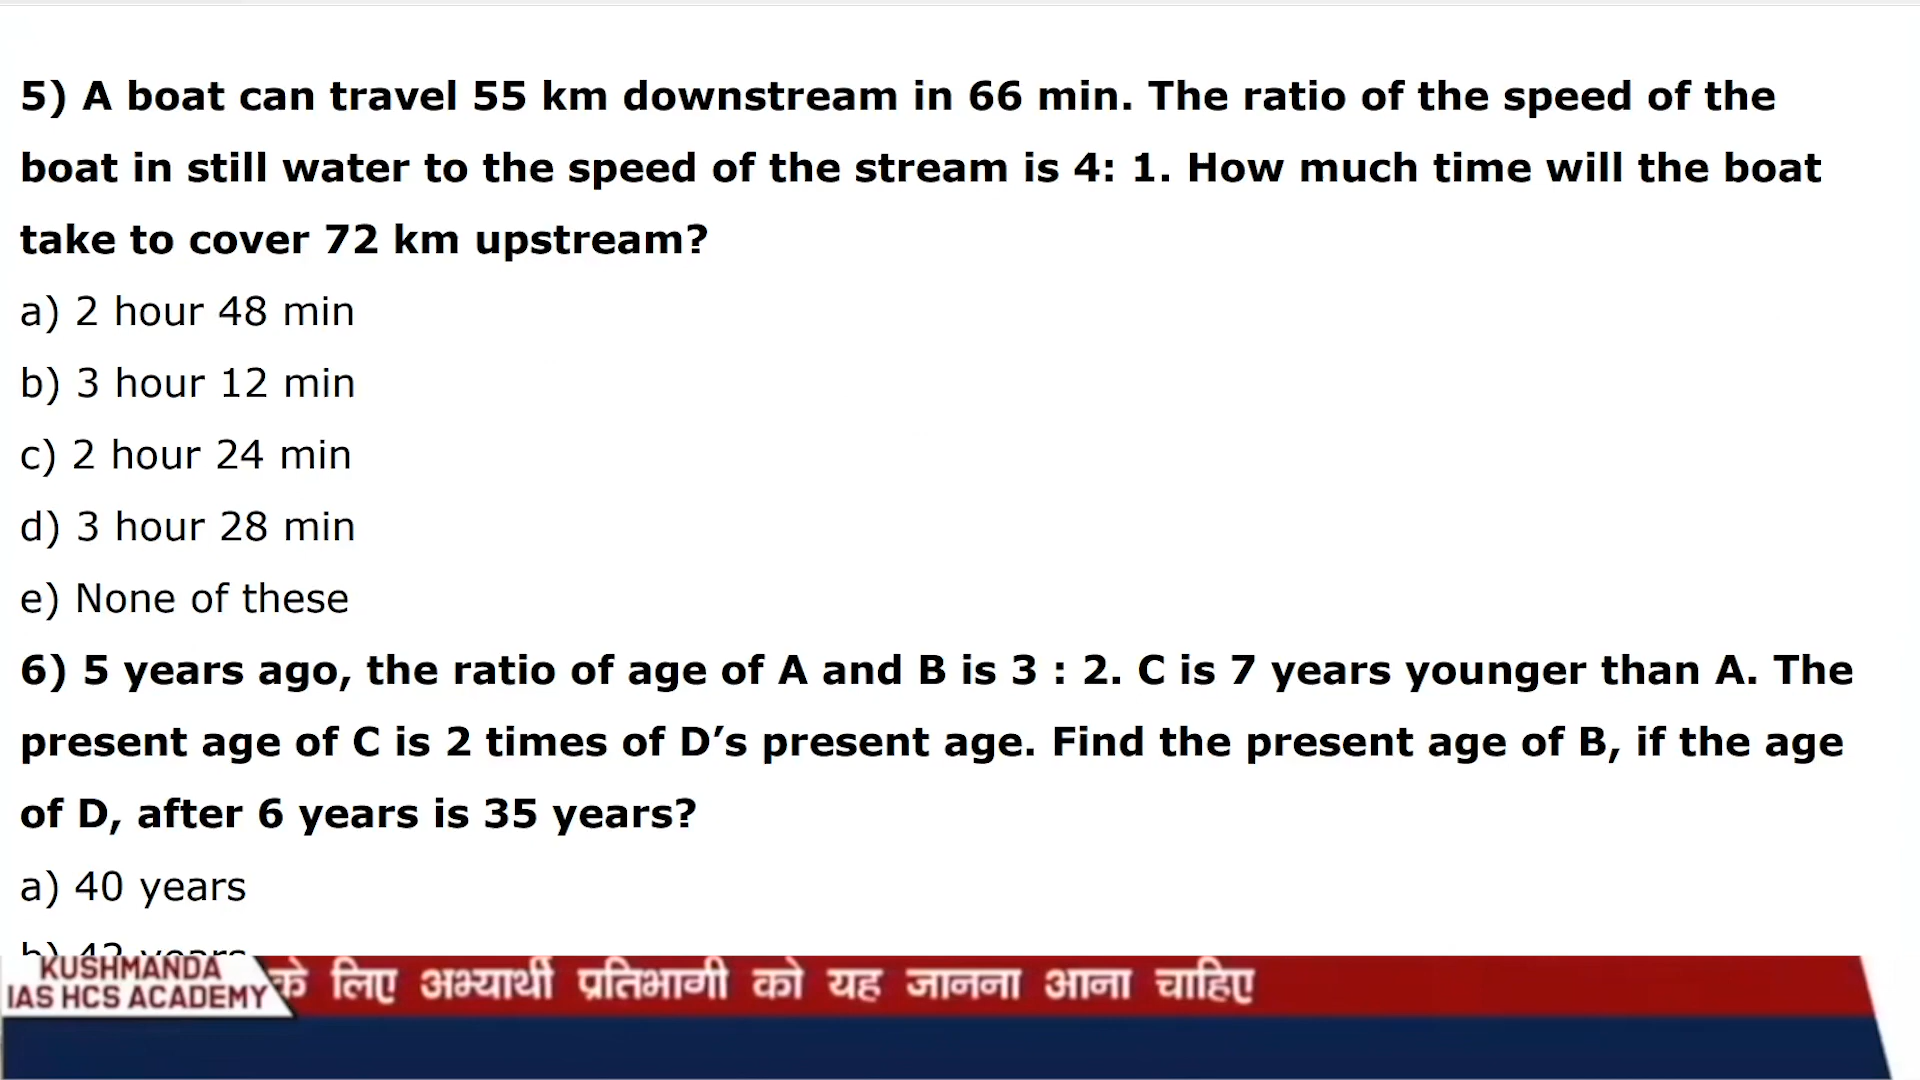 5) A boat can travel 55 km downstream in 66 min. The ratio of the speed of the
boat in still water to the speed of the stream is 4: 1. How much time will the boat
take to cover 72 km upstream?
a) 2 hour 48 min
b) 3 hour 12 min
c) 2 hour 24 min
d) 3 hour 28 min
e) None of these
6) 5 years ago, the ratio of age of A and B is 3 : 2. C is 7 years younger than A. The
present age of C is 2 times of D’s present age. Find the present age of B, if the age
of D, after 6 years is 35 years?
a) 40 years
b) 42 years
KUSHMANDA
IAS HCS ACADEMY
के लिए अभ्यार्थी प्रतिभागी को यह जानना आना चाहिए